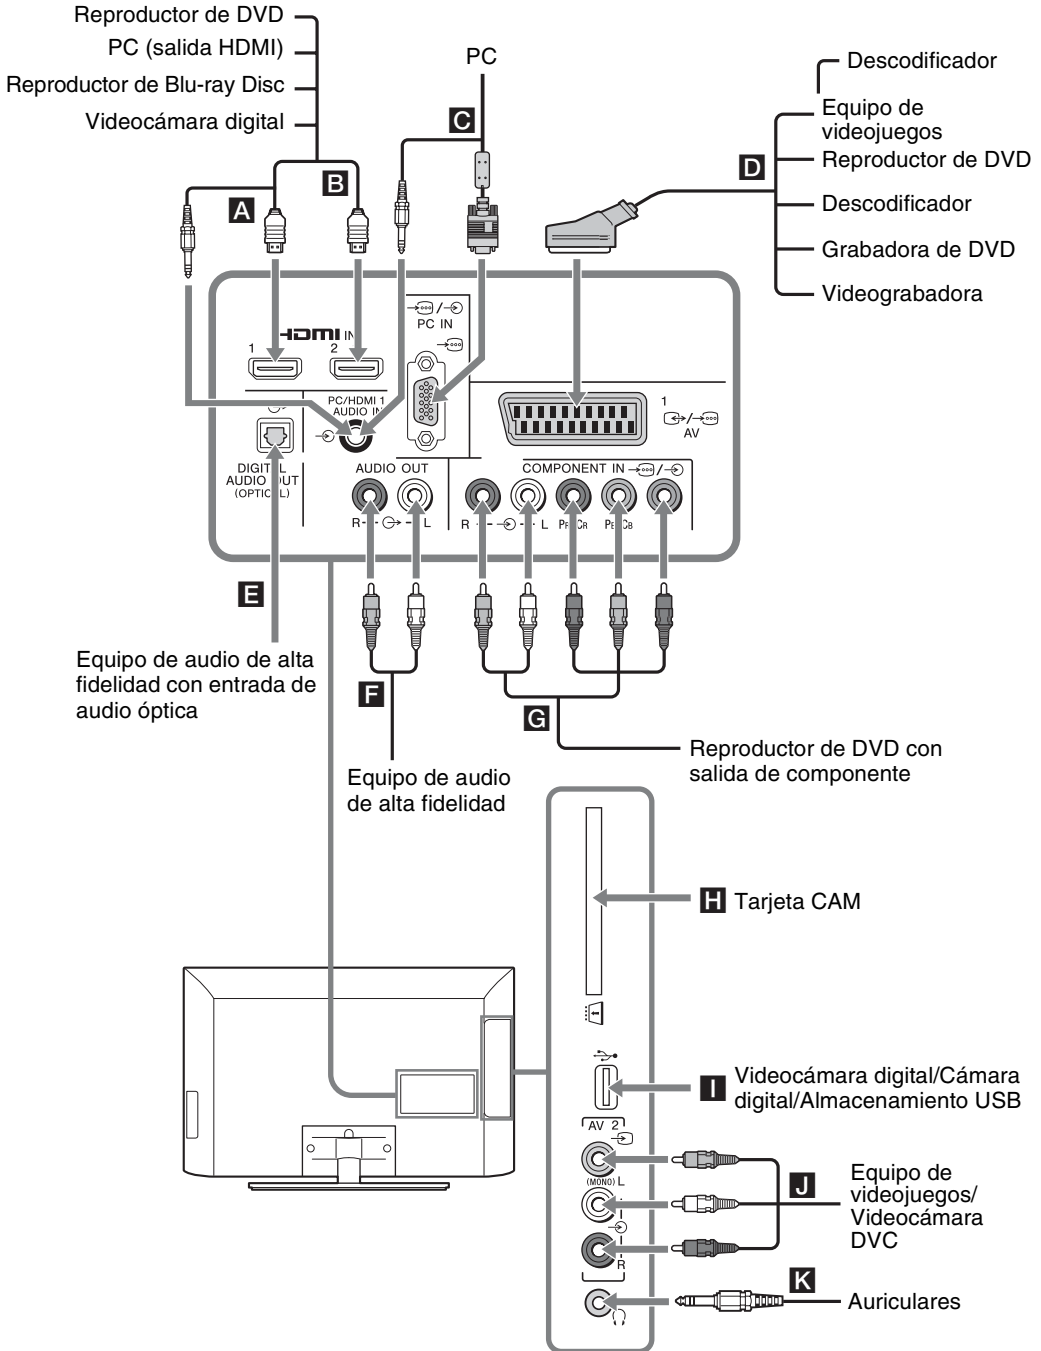 Reproductor de DVD
PC (salida HDMI)
Reproductor de Blu-ray Disc
Videocámara digital
PC
Descodificador
Equipo de
videojuegos
Reproductor de DVD
Descodificador
Grabadora de DVD
Videograbadora
A
B
C
D
HDMI IN
1
2
PC IN
PC/HDMI 1
AUDIO IN
1
AV
DIGITAL
AUDIO OUT
(OPTICAL)
AUDIO OUT
R
L
COMPONENT IN
R
L
PR/CR
PB/CB
E
Equipo de audio de alta
fidelidad con entrada de
audio óptica
F
Equipo de audio
de alta fidelidad
G
Reproductor de DVD con
salida de componente
H Tarjeta CAM
I Videocámara digital/Cámara
digital/Almacenamiento USB
AV 2
(MONO) L
R
J
Equipo de
videojuegos/
Videocámara
DVC
K
Auriculares